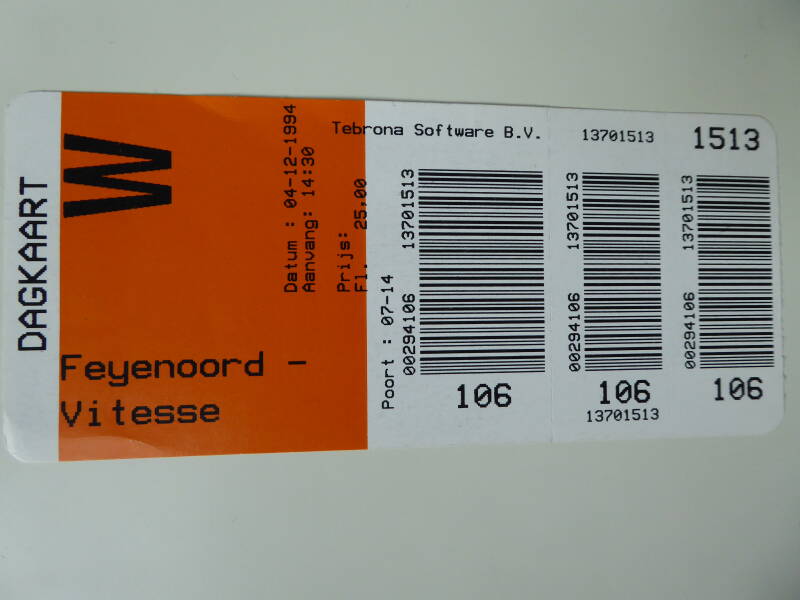 DAGKAART
W
Feyenoord -
Vitesse
Datum : 04-12-1994
Aanvang: 14:30
Prijs:
Fl. 25,00
Poort : 07-14
Tebrona Software B.V.
13701513
1513
00294106 13701513
106
00294106 13701513
106
13701513
00294106 13701513
106